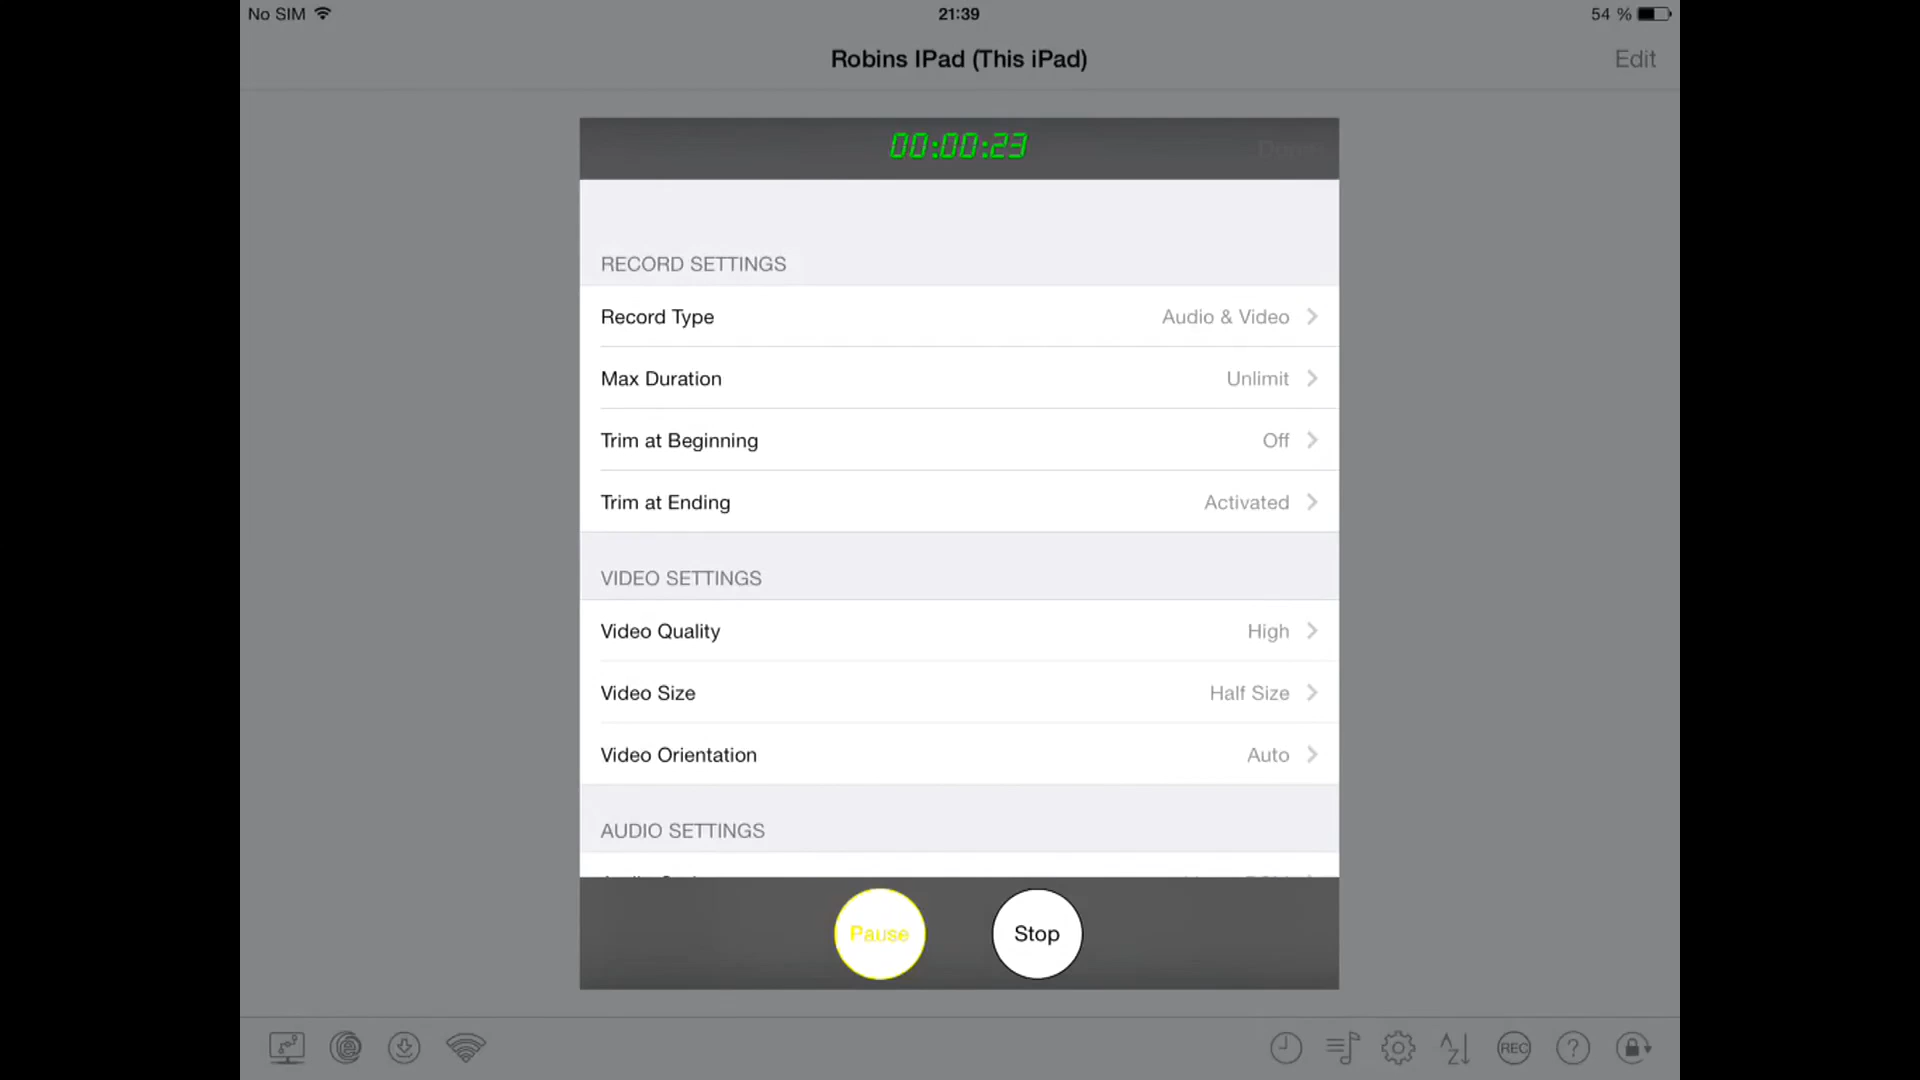 No SIM 21:39 54 %
Robins IPad (This iPad) Edit
00:00:23
RECORD SETTINGS
Record Type Audio & Video
Max Duration Unlimit
Trim at Beginning Off
Trim at Ending Activated
VIDEO SETTINGS
Video Quality High
Video Size Half Size
Video Orientation Auto
AUDIO SETTINGS
Pause Stop
REC ?